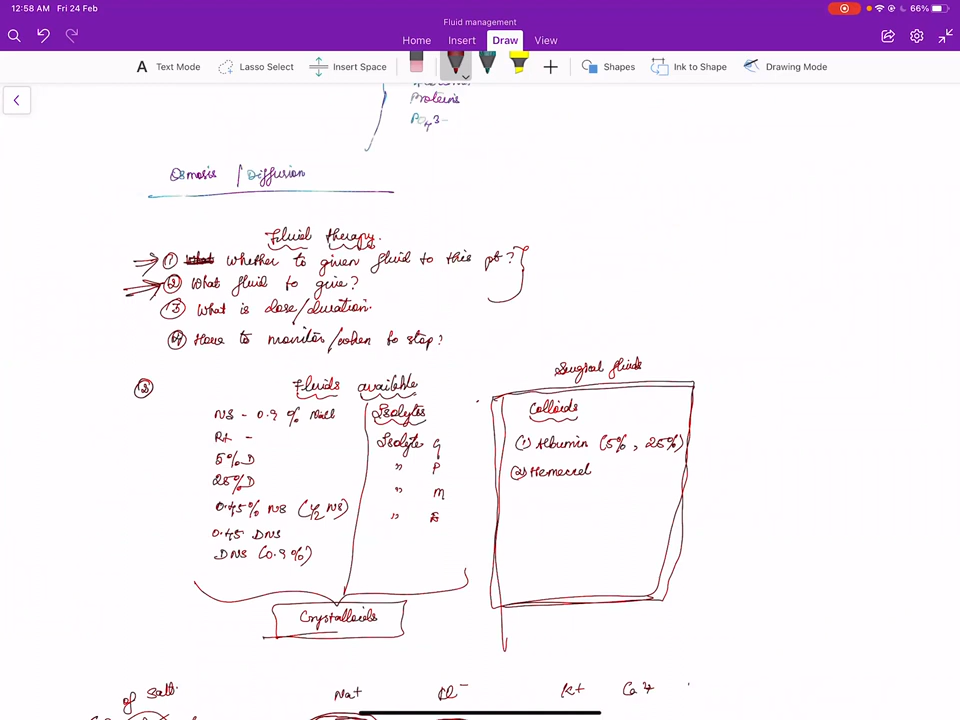 12:58 AM Fri 24 Feb 66%
Fluid management
Home Insert Draw View
Text Mode Lasso Select Insert Space Shapes Ink to Shape Drawing Mode
Proteins
PO4 3-
Osmosis / Diffusion
Fluid therapy.
① whether to given fluid to this pt?
② What fluid to give?
③ What is dose/duration.
④ How to monitor/when to stop?
Surgical fluids
② Fluids available
NS - 0.9% NaCl
RL -
5% D
25% D
0.45% NS (1/2 NS)
0.45 DNS
DNS (0.9%)
Isolytes
Isolyte G
" P
" M
" E
Crystalloids
Colloids
① Albumin (5%, 25%)
② Hemaccel
of salt.
Na+ Cl- K+ Ca+